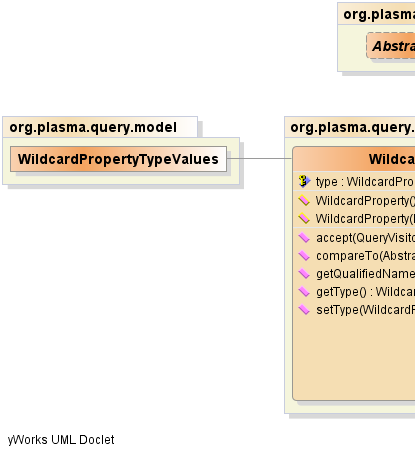 org.plasma
Abstra
org.plasma.query.model
WildcardPropertyTypeValues
org.plasma.query.
Wildca
type : WildcardPro
WildcardProperty()
WildcardProperty(
accept(QueryVisito
compareTo(Abstra
getQualifiedName
getType() : Wildcar
setType(WildcardP
yWorks UML Doclet